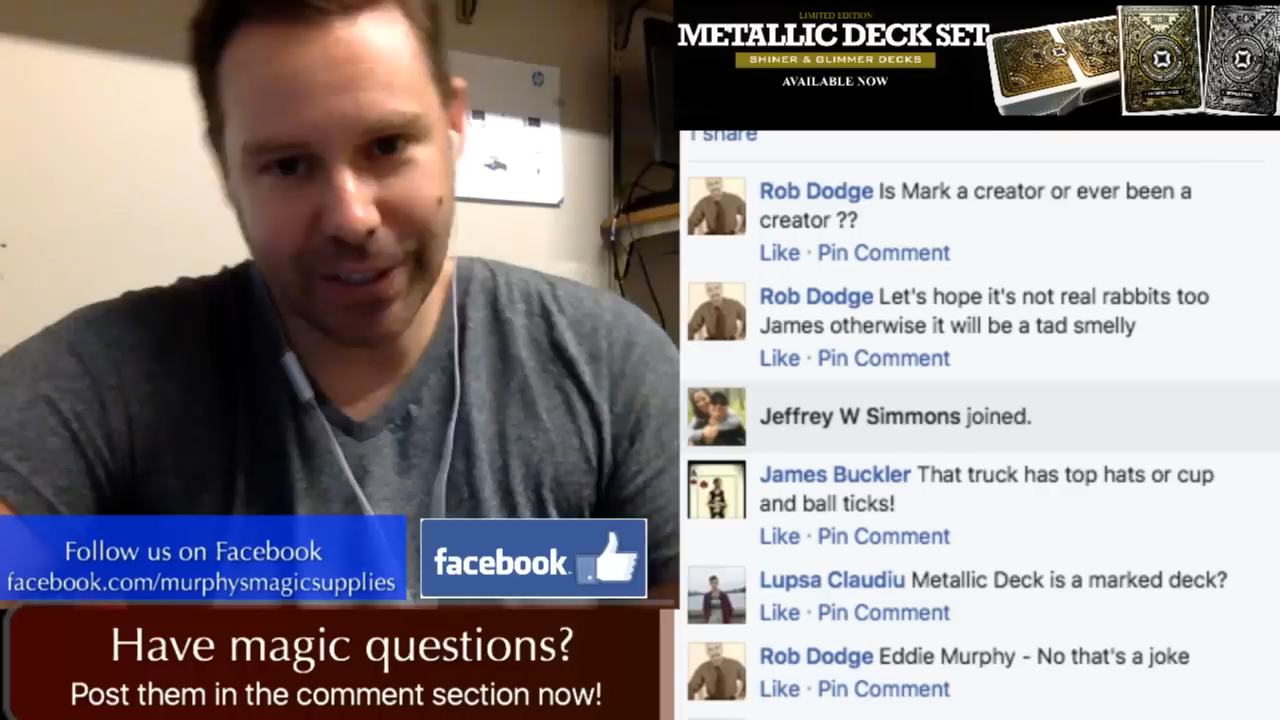 LIMITED EDITION
METALLIC DECK SET
SHINER & GLIMMER DECKS
AVAILABLE NOW
1 share
Rob Dodge Is Mark a creator or ever been a
creator ??
Like · Pin Comment
Rob Dodge Let's hope it's not real rabbits too
James otherwise it will be a tad smelly
Like · Pin Comment
Jeffrey W Simmons joined.
James Buckler That truck has top hats or cup
and ball ticks!
Like · Pin Comment
Lupsa Claudiu Metallic Deck is a marked deck?
Like · Pin Comment
Rob Dodge Eddie Murphy - No that's a joke
Like · Pin Comment
hp
Follow us on Facebook
facebook.com/murphysmagicsupplies
facebook
Have magic questions?
Post them in the comment section now!